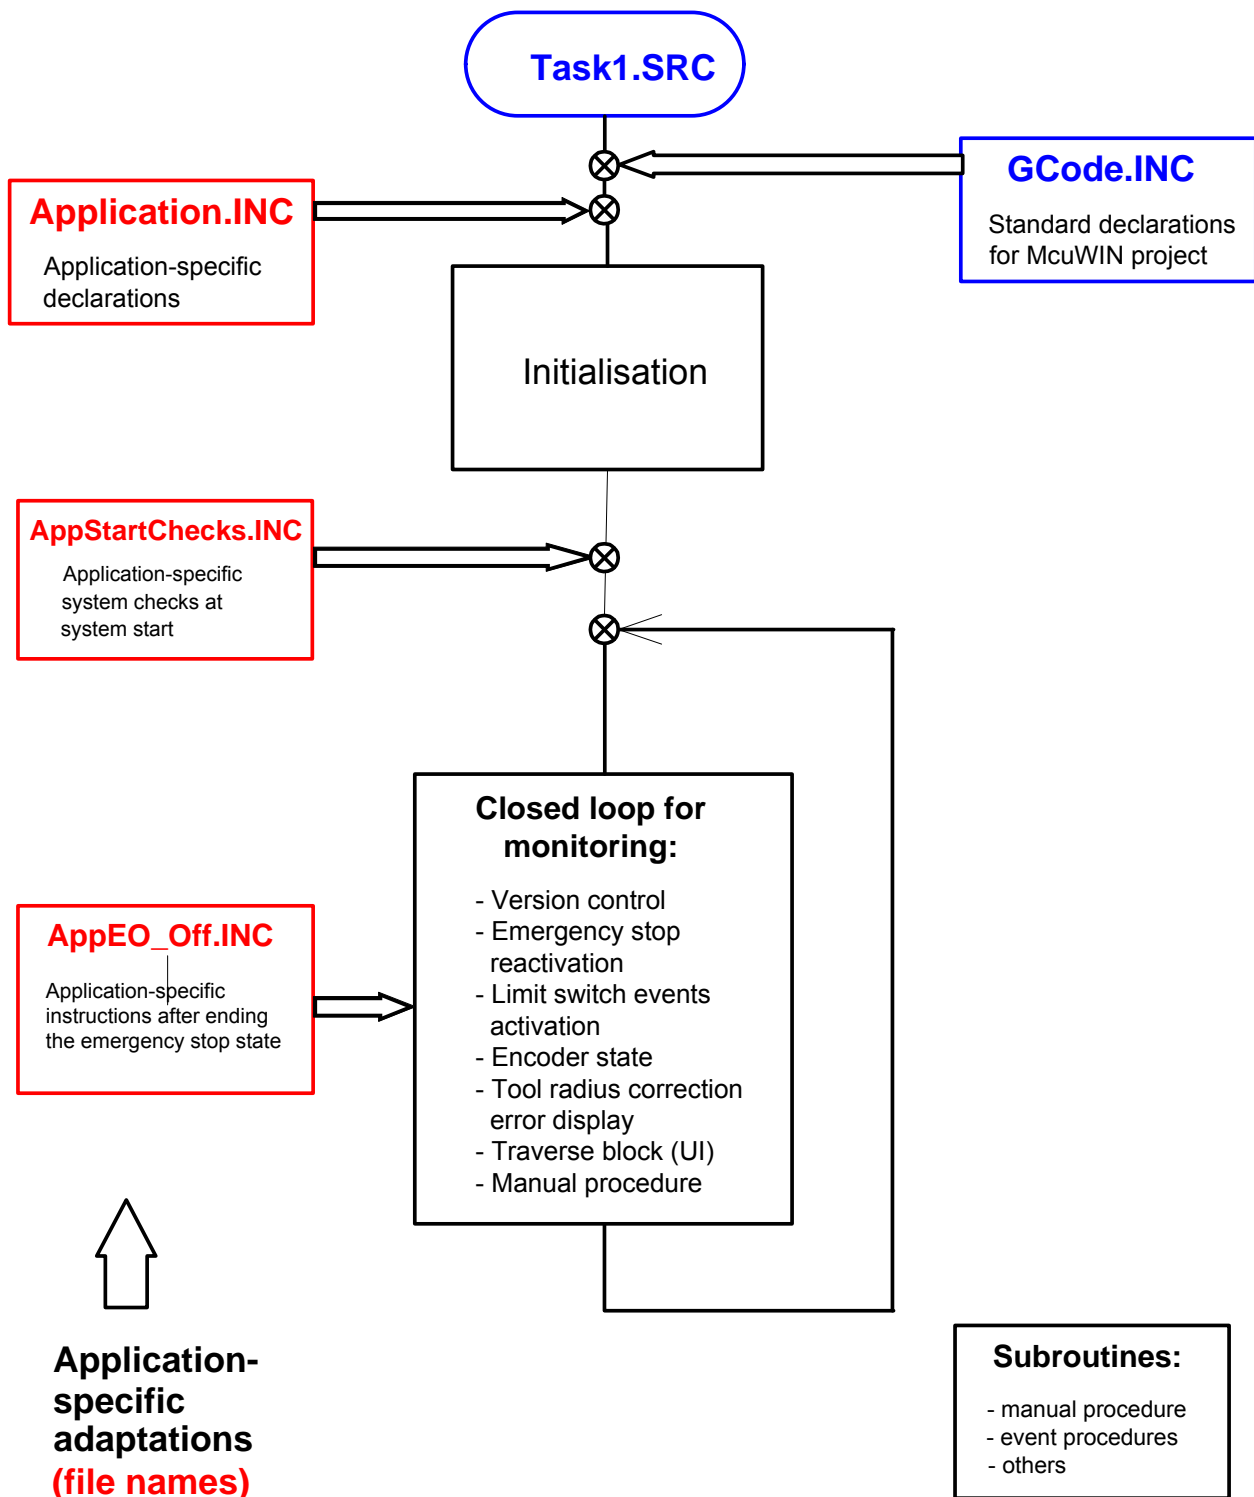 Task1.SRC
GCode.INC
Standard declarations
for McuWIN project
Application.INC
Application-specific
declarations
Initialisation
AppStartChecks.INC
Application-specific
system checks at
system start
Closed loop for
monitoring:
- Version control
- Emergency stop
reactivation
- Limit switch events
activation
- Encoder state
- Tool radius correction
error display
- Traverse block (UI)
- Manual procedure
AppEO_Off.INC
Application-specific
instructions after ending
the emergency stop state
Application-
specific
adaptations
(file names)
Subroutines:
- manual procedure
- event procedures
- others